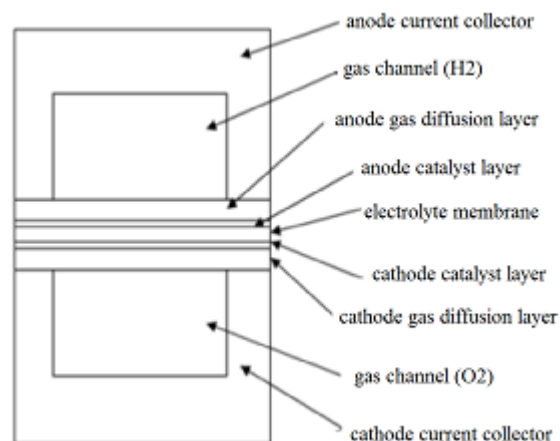 anode current collector
gas channel (H2)
anode gas diffusion layer
anode catalyst layer
electrolyte membrane
cathode catalyst layer
cathode gas diffusion layer
gas channel (O2)
cathode current collector